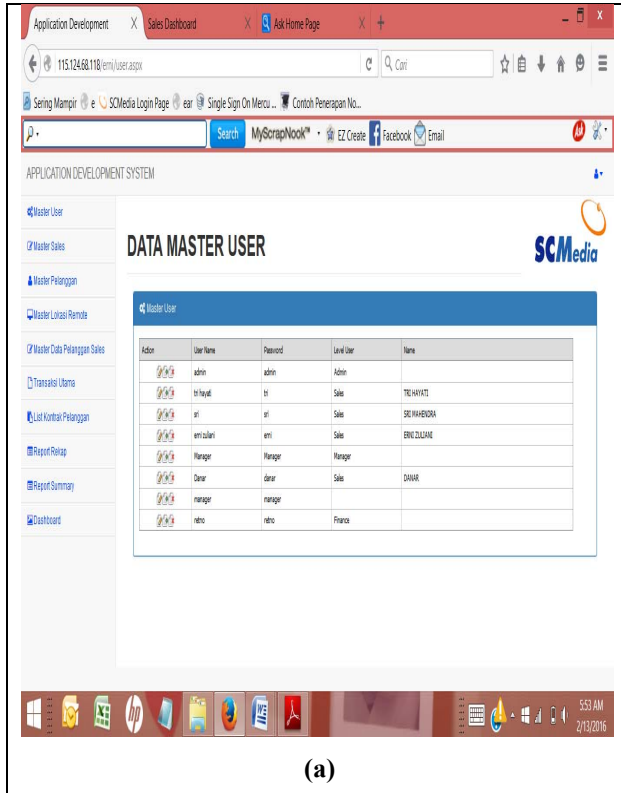 Application Development
Sales Dashboard
Ask Home Page
115.124.68.118/erni/user.aspx
Cari
Sering Mampir e SCMedia Login Page ear Single Sign On Mercu ... Contoh Penerapan No...
Search MyScrapNook™ EZ Create Facebook Email
APPLICATION DEVELOPMENT SYSTEM
Master User
Master Sales
Master Pelanggan
Master Lokasi Remote
Master Data Pelanggan Sales
Transaksi Utama
List Kontrak Pelanggan
Report Rekap
Report Summary
Dashboard
DATA MASTER USER
SCMedia
Master User
Action User Name Password Level User Name
admin admin Admin
tri hayati tri Sales TRI HAYATI
sri sri Sales SRI MAHENDRA
erni zuliani erni Sales ERNI ZULIANI
Manager Manager Manager
Danar danar Sales DANAR
manager manager
retno retno Finance
5:53 AM
2/13/2016
(a)